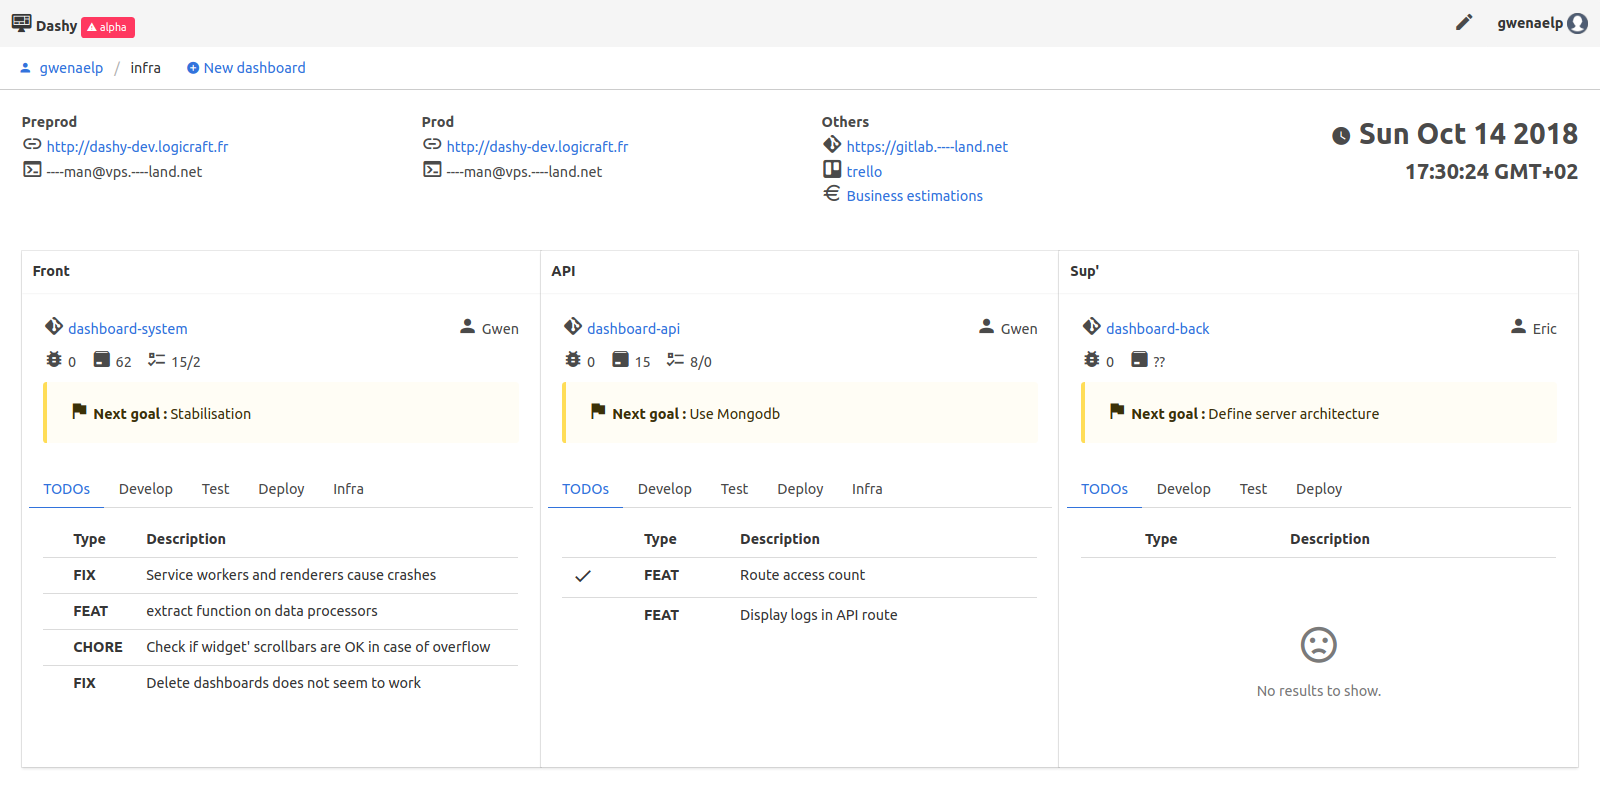 Dashy alpha
gwenaelp
gwenaelp / infra New dashboard
Preprod
http://dashy-dev.logicraft.fr
----man@vps.----land.net
Prod
http://dashy-dev.logicraft.fr
----man@vps.----land.net
Others
https://gitlab.----land.net
trello
Business estimations
Sun Oct 14 2018
17:30:24 GMT+02
Front
dashboard-system Gwen
0 62 15/2
Next goal : Stabilisation
TODOs Develop Test Deploy Infra
Type Description
FIX Service workers and renderers cause crashes
FEAT extract function on data processors
CHORE Check if widget' scrollbars are OK in case of overflow
FIX Delete dashboards does not seem to work
API
dashboard-api Gwen
0 15 8/0
Next goal : Use Mongodb
TODOs Develop Test Deploy Infra
Type Description
FEAT Route access count
FEAT Display logs in API route
Sup'
dashboard-back Eric
0 ??
Next goal : Define server architecture
TODOs Develop Test Deploy
Type Description
No results to show.